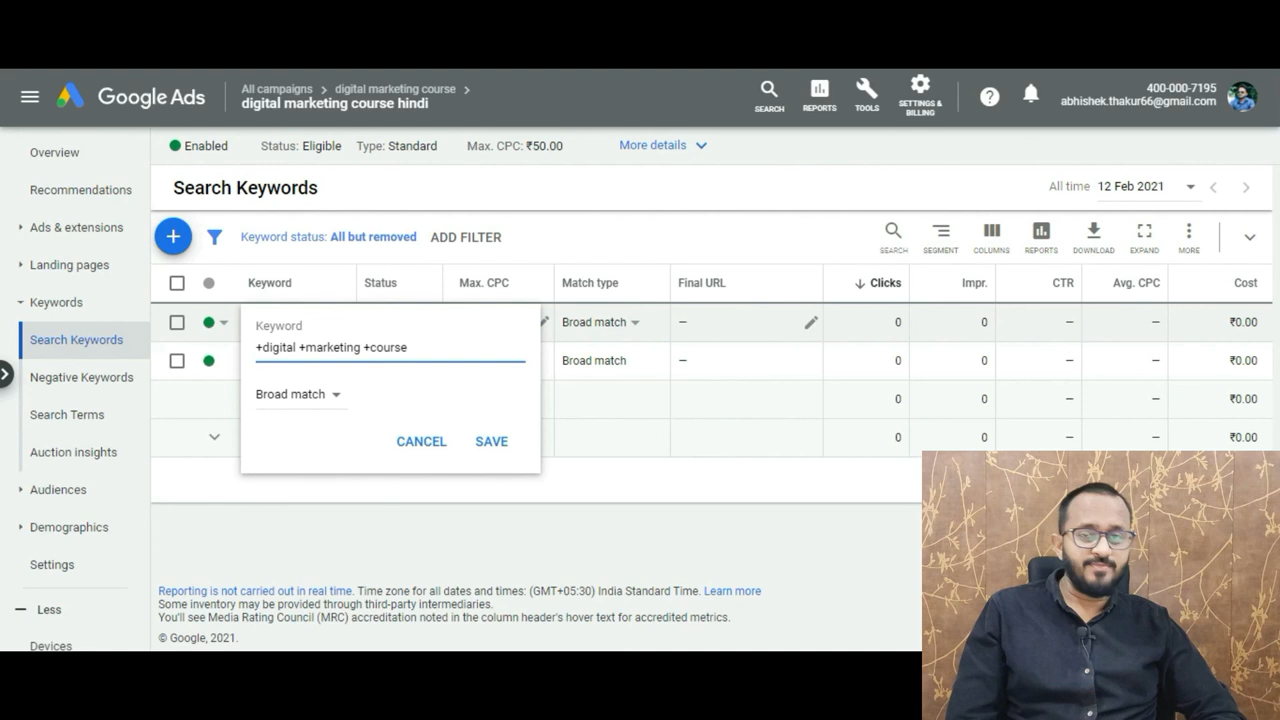 Google Ads
All campaigns > digital marketing course >
digital marketing course hindi
SEARCH
REPORTS
TOOLS
SETTINGS & BILLING
400-000-7195
abhishek.thakur66@gmail.com
Overview
Recommendations
Ads & extensions
Landing pages
Keywords
Search Keywords
Negative Keywords
Search Terms
Auction insights
Audiences
Demographics
Settings
Less
Devices
Enabled Status: Eligible Type: Standard Max. CPC: ₹50.00 More details
Search Keywords
All time 12 Feb 2021
Keyword status: All but removed ADD FILTER
SEARCH SEGMENT COLUMNS REPORTS DOWNLOAD EXPAND MORE
Keyword Status Max. CPC Match type Final URL Clicks Impr. CTR Avg. CPC Cost
Broad match — 0 0 — — ₹0.00
Broad match — 0 0 — — ₹0.00
0 0 — — ₹0.00
0 0 — — ₹0.00
Keyword
+digital +marketing +course
Broad match
CANCEL SAVE
Reporting is not carried out in real time. Time zone for all dates and times: (GMT+05:30) India Standard Time. Learn more
Some inventory may be provided through third-party intermediaries.
You'll see Media Rating Council (MRC) accreditation noted in the column header's hover text for accredited metrics.
© Google, 2021.